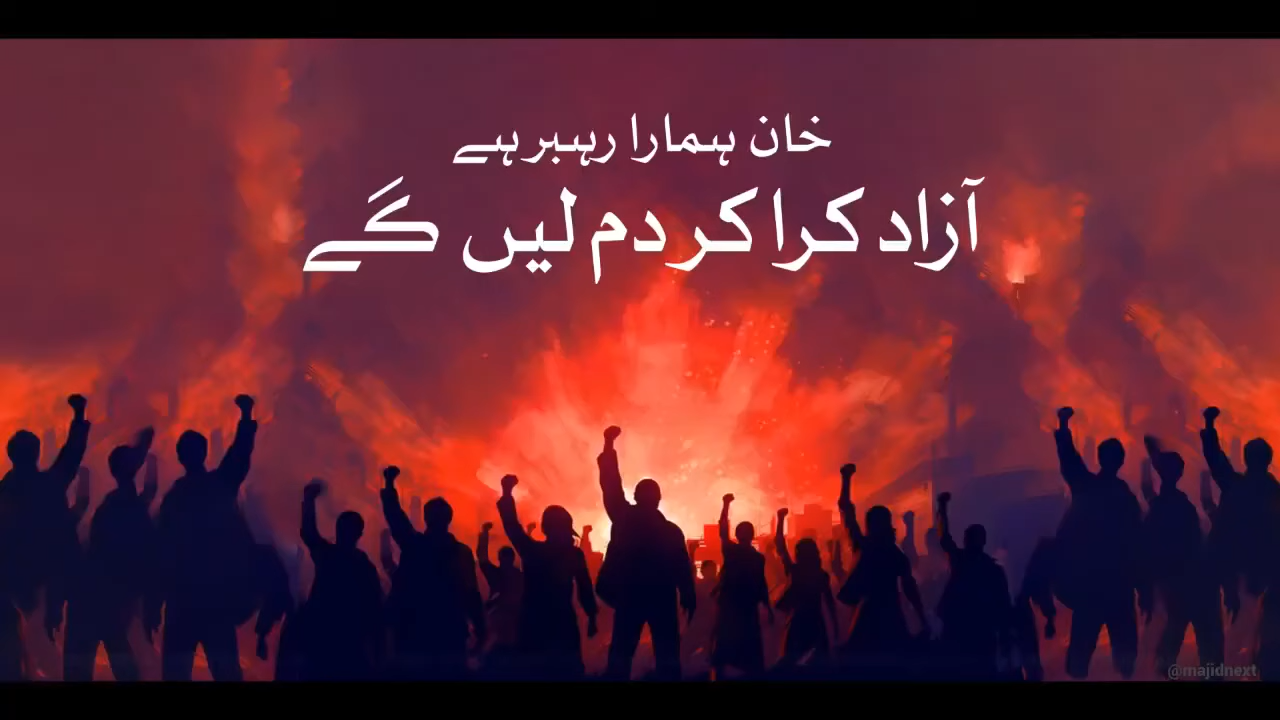 خان ہمارا رہبر ہے
آزاد کرا کر دم لیں گے
@majidnext